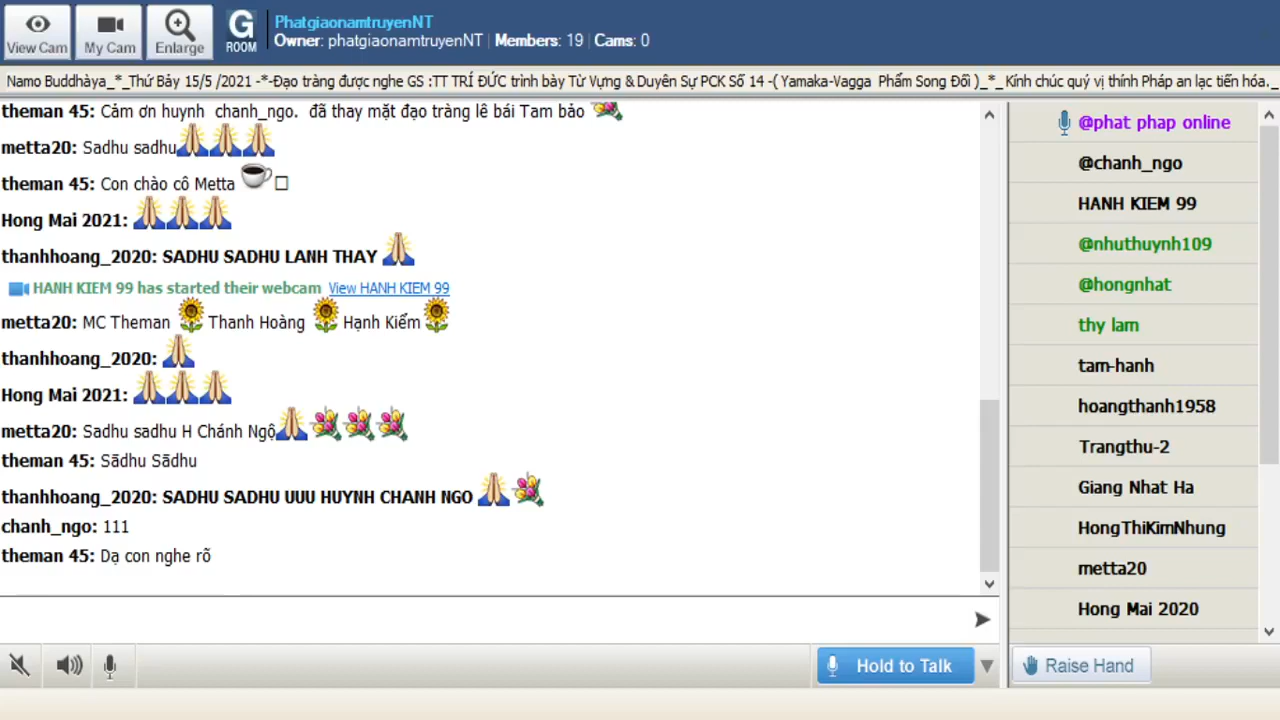 View Cam
My Cam
Enlarge
G
ROOM
PhatgiaonamtruyenNT
Owner: phatgiaonamtruyenNT | Members: 19 | Cams: 0
Namo Buddhàya_*_Thứ Bảy 15/5 /2021 -*-Đạo tràng được nghe GS :TT TRÍ ĐỨC trình bày Từ Vựng & Duyên Sự PCK Số 14 -( Yamaka-Vagga Phẩm Song Đối )_*_Kính chúc quý vị thính Pháp an lạc tiến hóa._
theman 45: Cảm ơn huynh chanh_ngo. đã thay mặt đạo tràng lê bái Tam bảo
metta20: Sadhu sadhu
theman 45: Con chào cô Metta
Hong Mai 2021:
thanhhoang_2020: SADHU SADHU LANH THAY
HANH KIEM 99 has started their webcam View HANH KIEM 99
metta20: MC Theman Thanh Hoàng Hạnh Kiểm
thanhhoang_2020:
Hong Mai 2021:
metta20: Sadhu sadhu H Chánh Ngộ
theman 45: Sādhu Sādhu
thanhhoang_2020: SADHU SADHU UUU HUYNH CHANH NGO
chanh_ngo: 111
theman 45: Dạ con nghe rõ
Hold to Talk
@phat phap online
@chanh_ngo
HANH KIEM 99
@nhuthuynh109
@hongnhat
thy lam
tam-hanh
hoangthanh1958
Trangthu-2
Giang Nhat Ha
HongThiKimNhung
metta20
Hong Mai 2020
Raise Hand